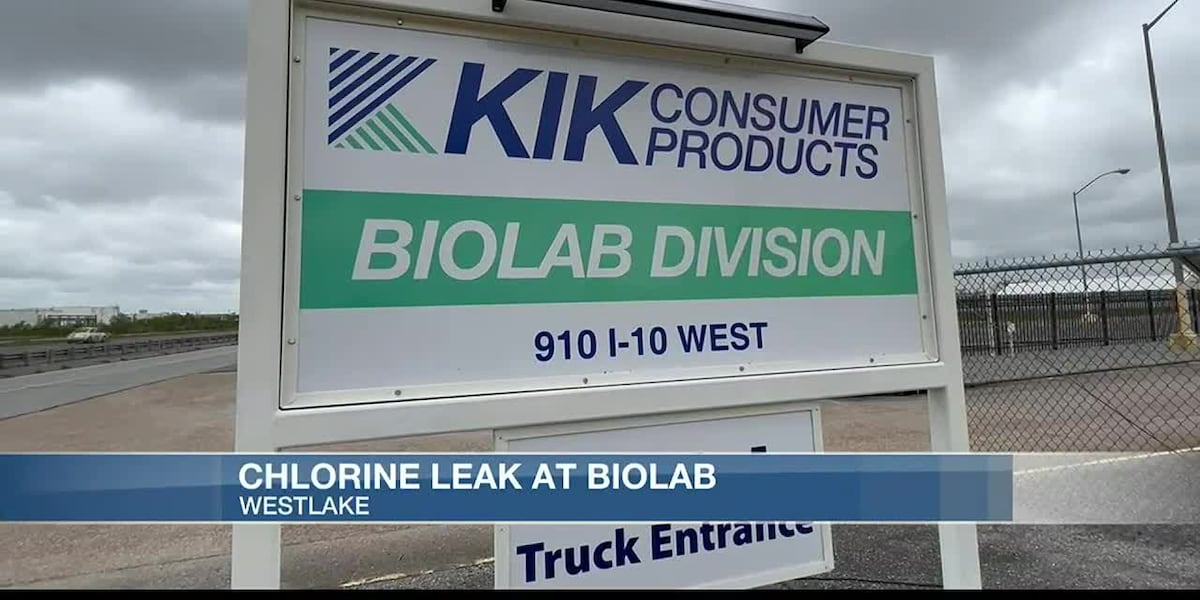 KIK CONSUMER
PRODUCTS
BIOLAB DIVISION
910 I-10 WEST
CHLORINE LEAK AT BIOLAB
WESTLAKE
Truck Entrance